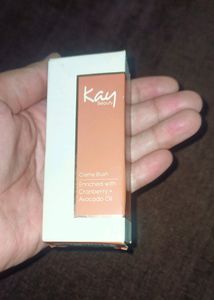 Kay
Beauty
Creme Blush
Enriched with
Cranberry +
Avocado Oil